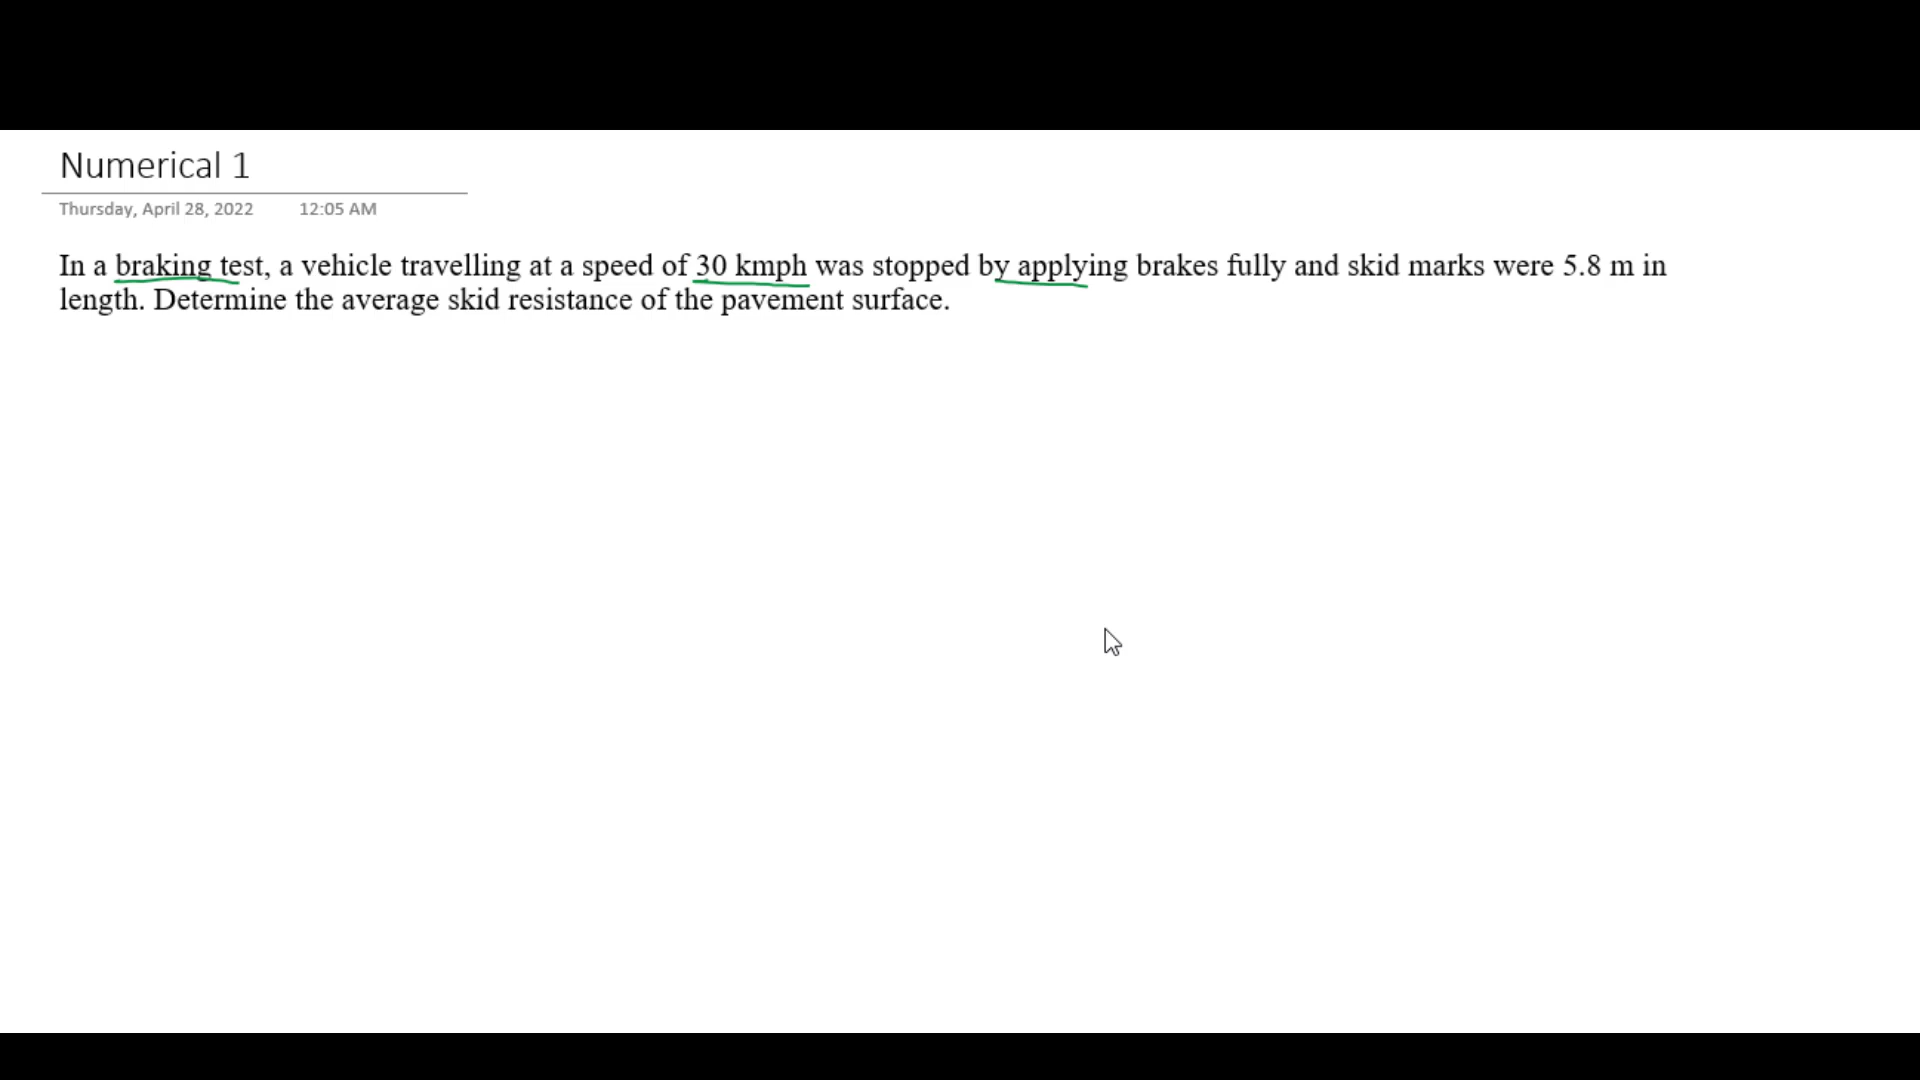 Numerical 1
Thursday, April 28, 2022 12:05 AM
In a braking test, a vehicle travelling at a speed of 30 kmph was stopped by applying brakes fully and skid marks were 5.8 m in
length. Determine the average skid resistance of the pavement surface.